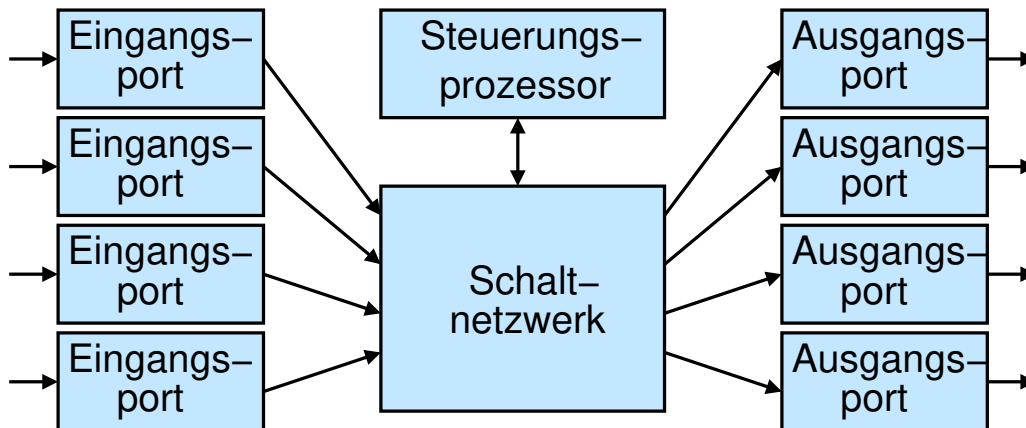 Eingangs–
port
Eingangs–
port
Eingangs–
port
Eingangs–
port
Steuerungs–
prozessor
Schalt–
netzwerk
Ausgangs–
port
Ausgangs–
port
Ausgangs–
port
Ausgangs–
port